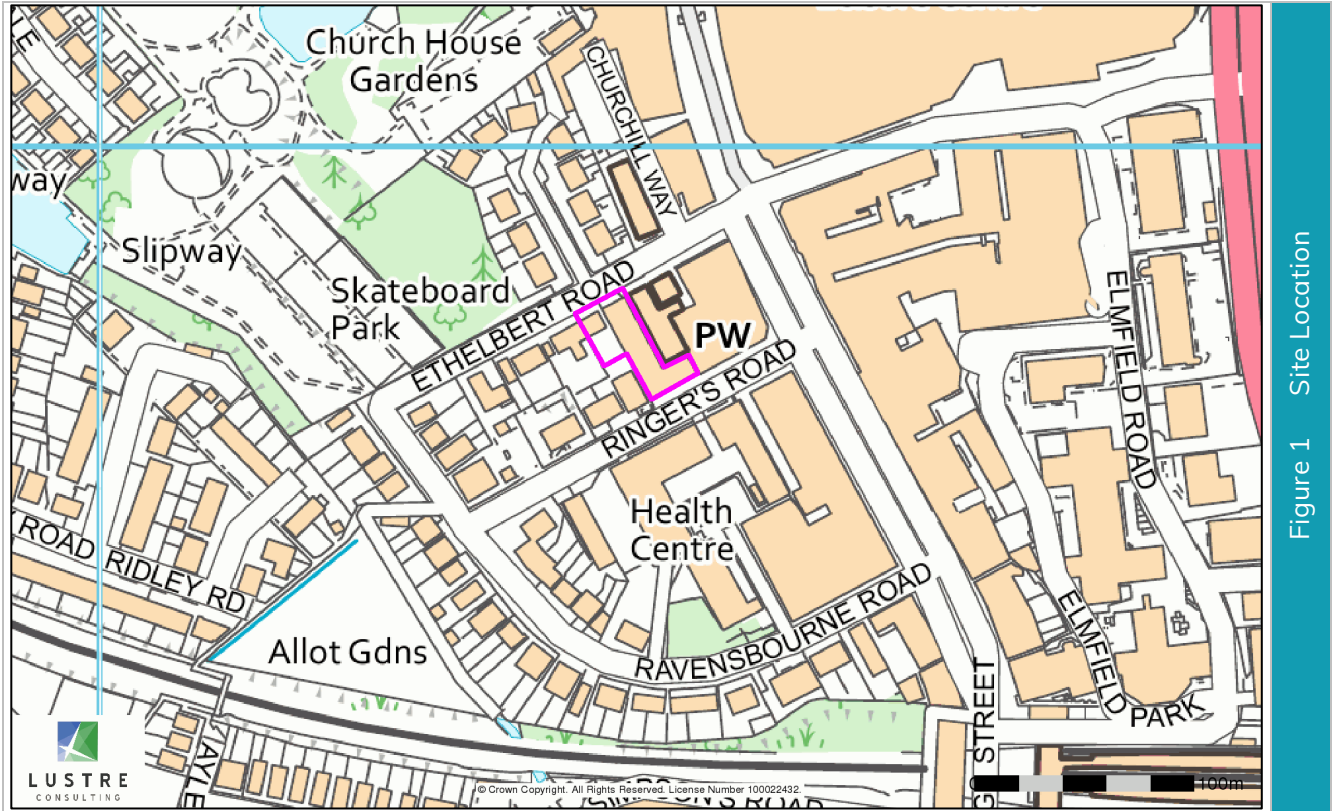 Church House
Gardens
CHURCHILL WAY
way
Slipway
Skateboard
Park
ETHELBERT ROAD
PW
RINGER'S ROAD
ELMFIELD ROAD
Health
Centre
ROAD
RIDLEY RD
Allot Gdns
RAVENSBOURNE ROAD
ELMFIELD
PARK
STREET
100m
LUSTRE
CONSULTING
© Crown Copyright. All Rights Reserved. License Number 100022432.
Figure 1 Site Location